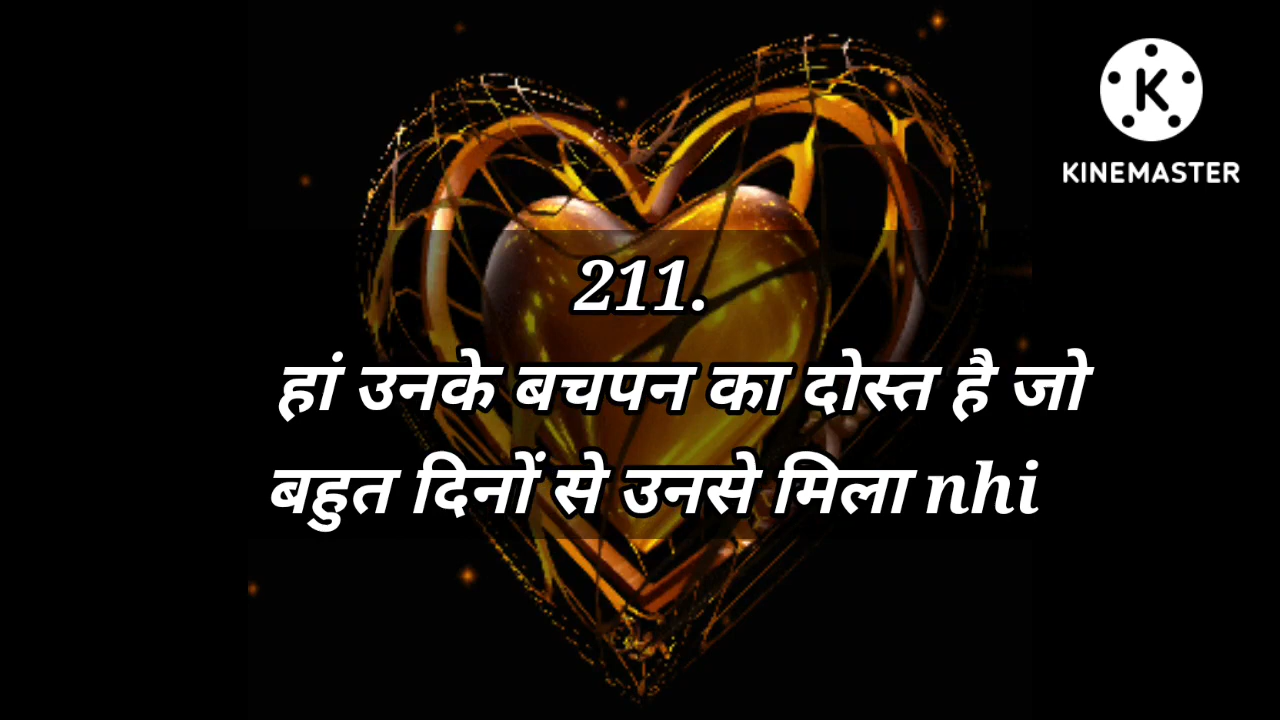 KINEMASTER
211.
हां उनके बचपन का दोस्त है जो
बहुत दिनों से उनसे मिला nhi